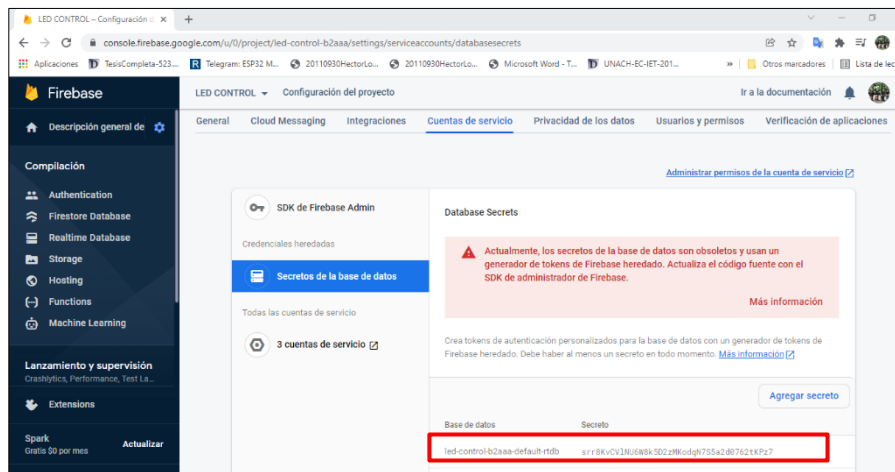 LED CONTROL – Configuración d
console.firebase.google.com/u/0/project/led-control-b2aaa/settings/serviceaccounts/databasesecrets
Aplicaciones TesisCompleta-523... Telegram: ESP32 M... 20110930HectorLo... 20110930HectorLo... Microsoft Word - T... UNACH-EC-IET-201... » Otros marcadores Lista de lec
Firebase
LED CONTROL Configuración del proyecto Ir a la documentación
Descripción general de
General Cloud Messaging Integraciones Cuentas de servicio Privacidad de los datos Usuarios y permisos Verificación de aplicaciones
Compilación
Authentication
Firestore Database
Realtime Database
Storage
Hosting
Functions
Machine Learning
Lanzamiento y supervisión
Crashlytics, Performance, Test La...
Extensions
Spark
Gratis $0 por mes
Actualizar
Administrar permisos de la cuenta de servicio
SDK de Firebase Admin
Credenciales heredadas
Secretos de la base de datos
Todas las cuentas de servicio
3 cuentas de servicio
Database Secrets
Actualmente, los secretos de la base de datos son obsoletos y usan un
generador de tokens de Firebase heredado. Actualiza el código fuente con el
SDK de administrador de Firebase.
Más información
Crea tokens de autenticación personalizados para la base de datos con un generador de tokens de
Firebase heredado. Debe haber al menos un secreto en todo momento. Más información
Agregar secreto
Base de datos Secreto
led-control-b2aaa-default-rtdb